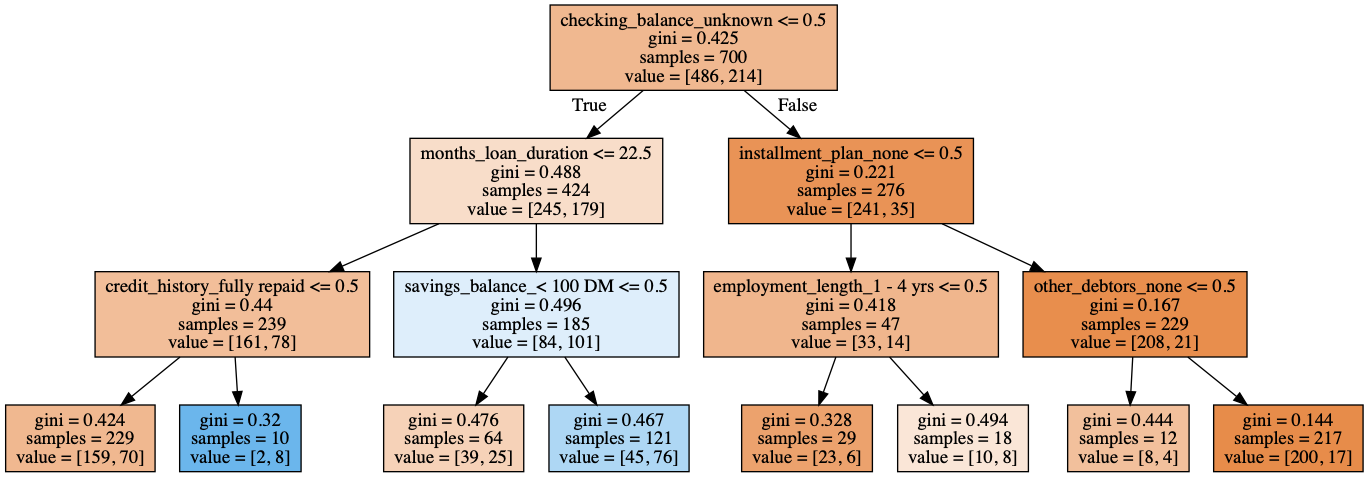 checking_balance_unknown <= 0.5
gini = 0.425
samples = 700
value = [486, 214]
True
False
months_loan_duration <= 22.5
gini = 0.488
samples = 424
value = [245, 179]
installment_plan_none <= 0.5
gini = 0.221
samples = 276
value = [241, 35]
credit_history_fully repaid <= 0.5
gini = 0.44
samples = 239
value = [161, 78]
savings_balance_< 100 DM <= 0.5
gini = 0.496
samples = 185
value = [84, 101]
employment_length_1 - 4 yrs <= 0.5
gini = 0.418
samples = 47
value = [33, 14]
other_debtors_none <= 0.5
gini = 0.167
samples = 229
value = [208, 21]
gini = 0.424
samples = 229
value = [159, 70]
gini = 0.32
samples = 10
value = [2, 8]
gini = 0.476
samples = 64
value = [39, 25]
gini = 0.467
samples = 121
value = [45, 76]
gini = 0.328
samples = 29
value = [23, 6]
gini = 0.494
samples = 18
value = [10, 8]
gini = 0.444
samples = 12
value = [8, 4]
gini = 0.144
samples = 217
value = [200, 17]